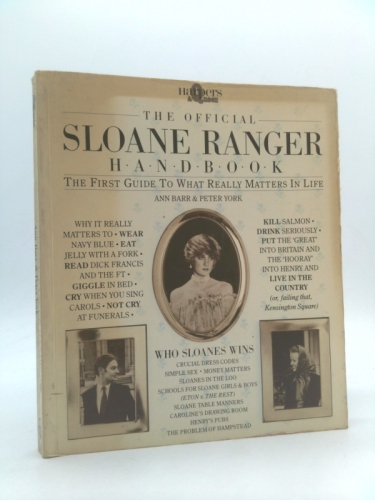 HARPERS
& QUEEN
THE OFFICIAL
SLOANE RANGER
H·A·N·D·B·O·O·K
THE FIRST GUIDE TO WHAT REALLY MATTERS IN LIFE
ANN BARR & PETER YORK
WHY IT REALLY
MATTERS TO • WEAR
NAVY BLUE • EAT
JELLY WITH A FORK •
READ DICK FRANCIS
AND THE FT •
GIGGLE IN BED •
CRY WHEN YOU SING
CAROLS • NOT CRY
AT FUNERALS •
KILL SALMON •
DRINK SERIOUSLY •
PUT THE 'GREAT'
INTO BRITAIN AND
THE 'HOORAY'
INTO HENRY AND
LIVE IN THE
COUNTRY
(or, failing that,
Kensington Square)
WHO SLOANES WINS
CRUCIAL DRESS CODES
SIMPLE SEX • MONEY MATTERS
SLOANES IN THE LOO
SCHOOLS FOR SLOANE GIRLS & BOYS
(ETON v. THE REST)
SLOANE TABLE MANNERS
CAROLINE'S DRAWING ROOM
HENRY'S PUBS
THE PROBLEM OF HAMPSTEAD